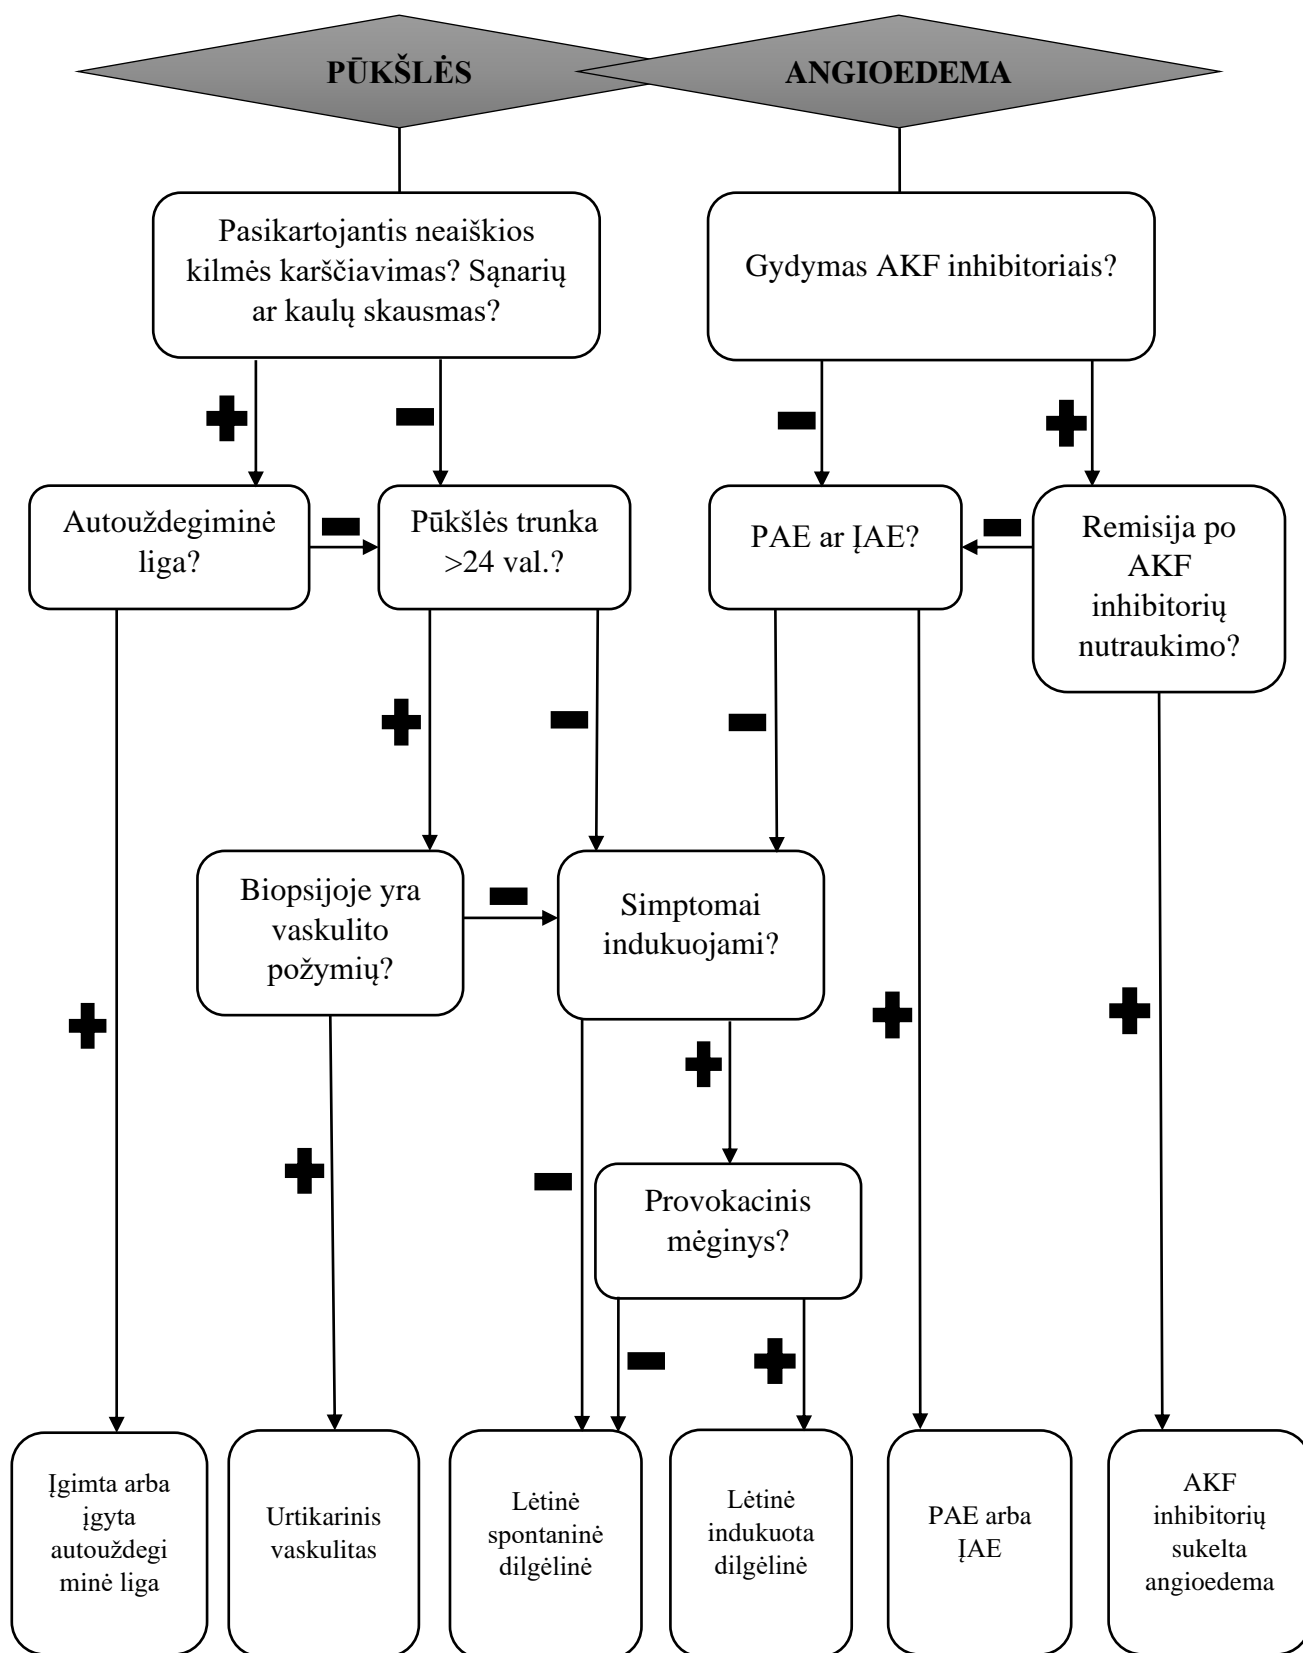 PŪKŠLĖS
ANGIOEDEMA
Pasikartojantis neaiškios
kilmės karščiavimas? Sąnarių
ar kaulų skausmas?
Gydymas AKF inhibitoriais?
Autouždegiminė
liga?
Pūkšlės trunka
>24 val.?
PAE ar ĮAE?
Remisija po
AKF
inhibitorių
nutraukimo?
Biopsijoje yra
vaskulito
požymių?
Simptomai
indukuojami?
Provokacinis
mėginys?
Įgimta arba
įgyta
autouždegi
minė liga
Urtikarinis
vaskulitas
Lėtinė
spontaninė
dilgėlinė
Lėtinė
indukuota
dilgėlinė
PAE arba
ĮAE
AKF
inhibitorių
sukelta
angioedema